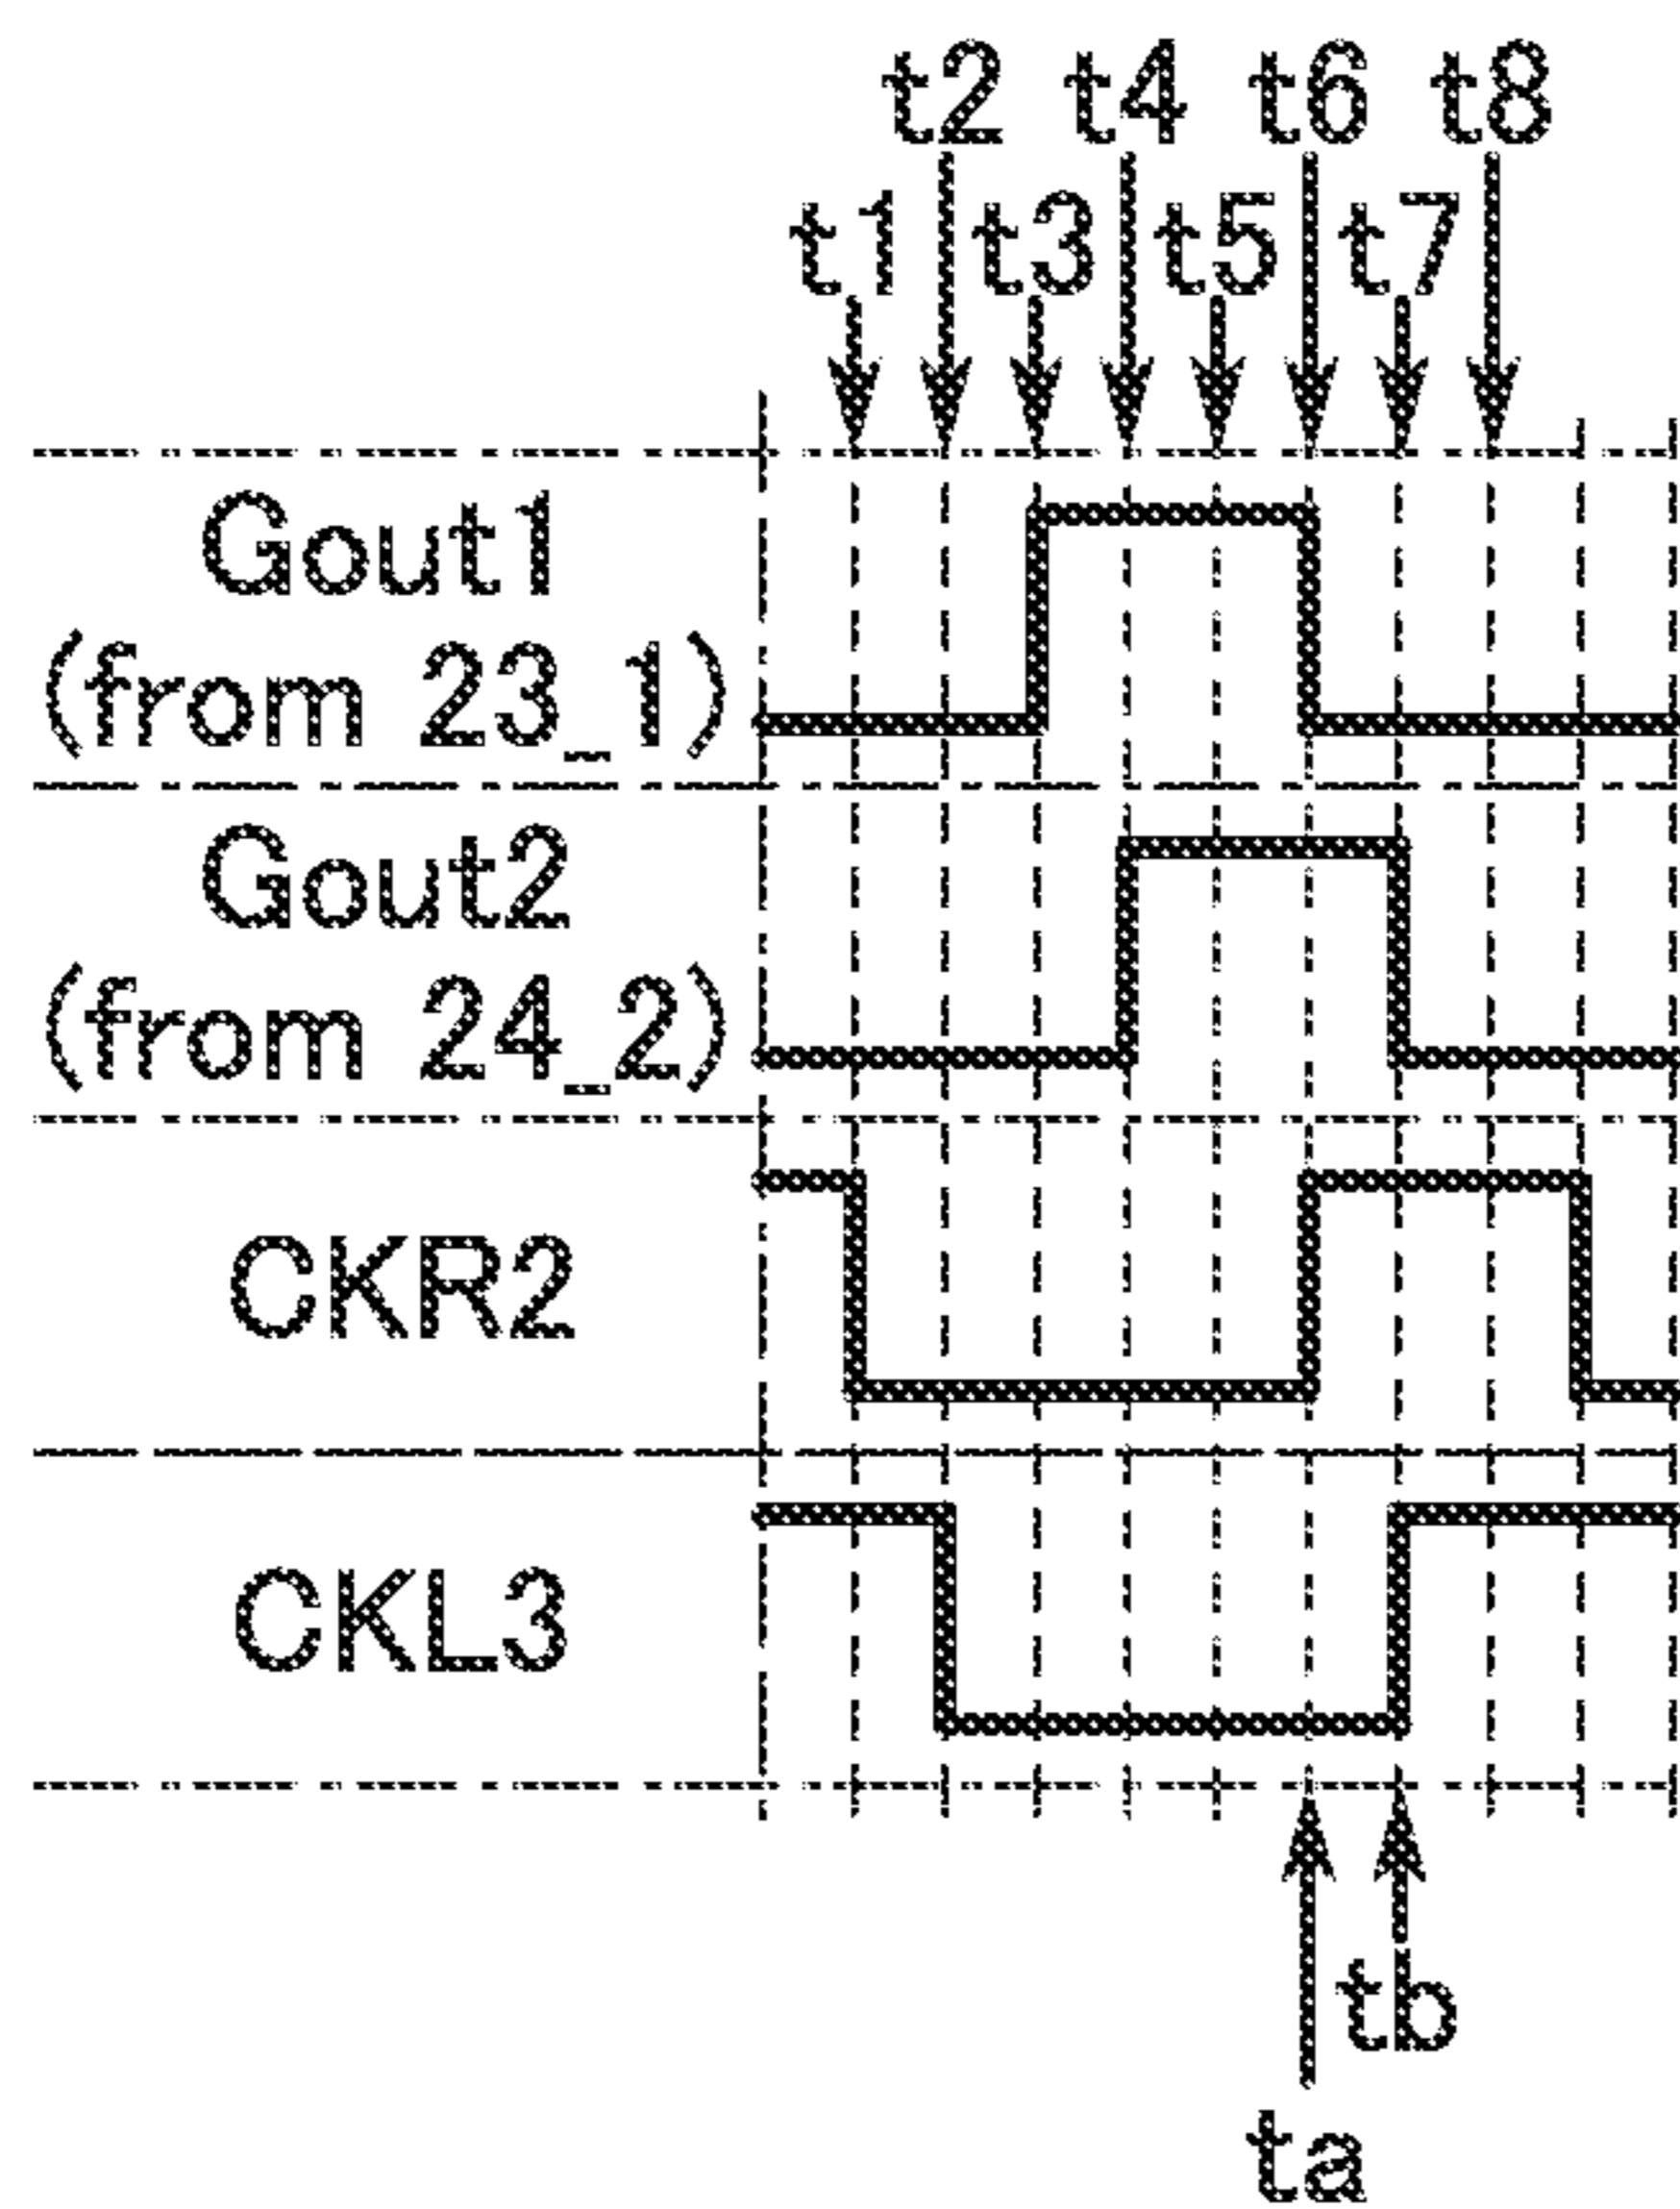 t2 t4 t6 t8
t1 t3 t5 t7
Gout1
(from 23_1)
Gout2
(from 24_2)
CKR2
CKL3
tb
ta